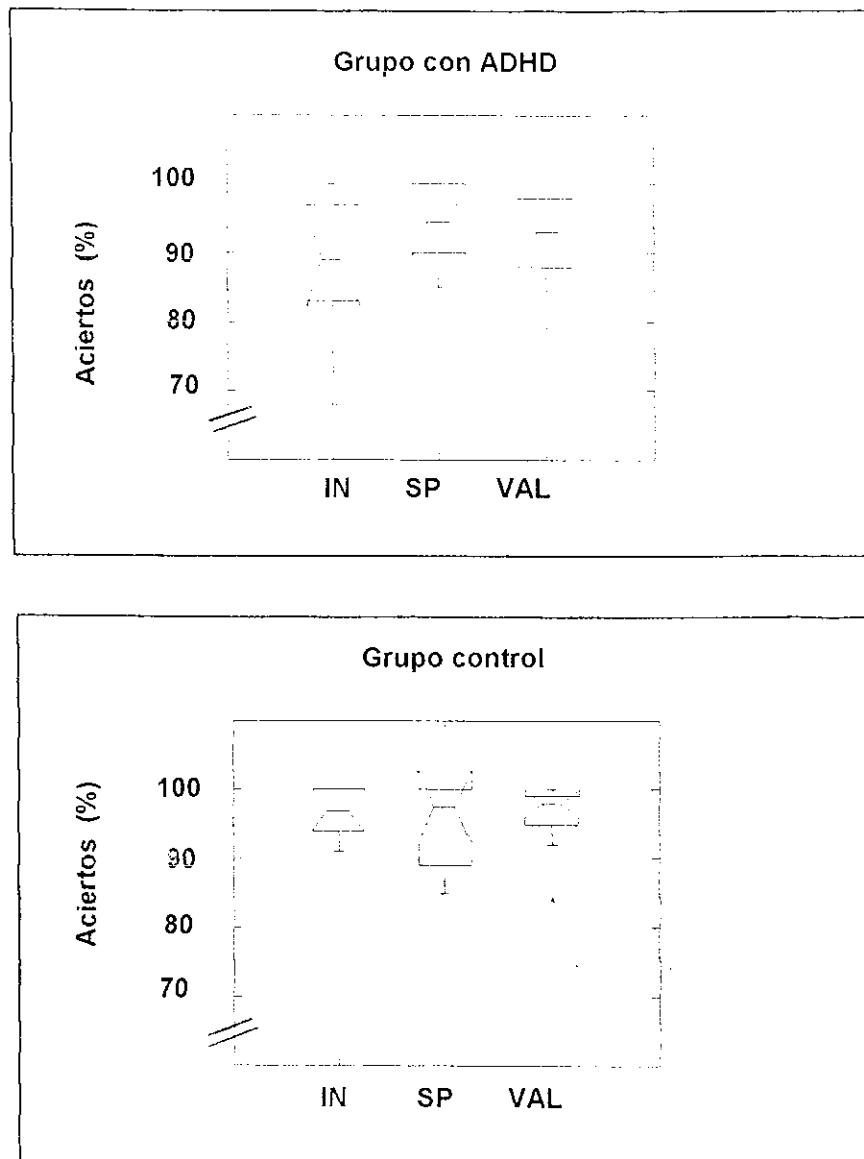 Grupo con ADHD
Aciertos (%)
100
90
80
70
IN SP VAL
Grupo control
Aciertos (%)
100
90
80
70
IN SP VAL